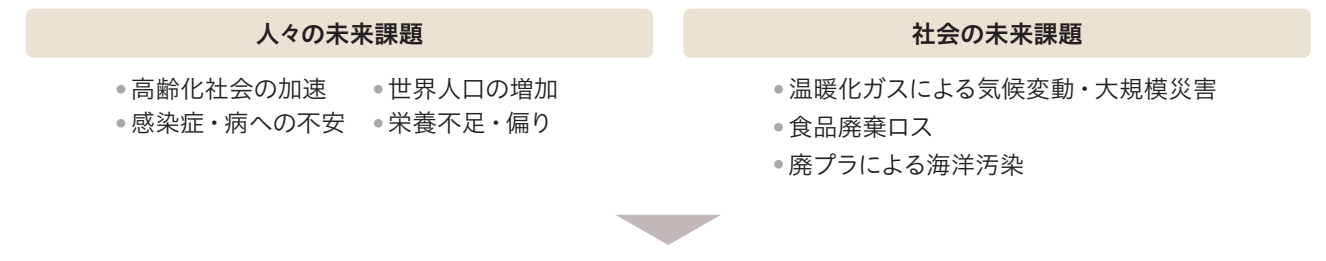 人々の未来課題
• 高齢化社会の加速 • 世界人口の増加
• 感染症・病への不安 • 栄養不足・偏り
社会の未来課題
• 温暖化ガスによる気候変動・大規模災害
• 食品廃棄ロス
• 廃プラによる海洋汚染